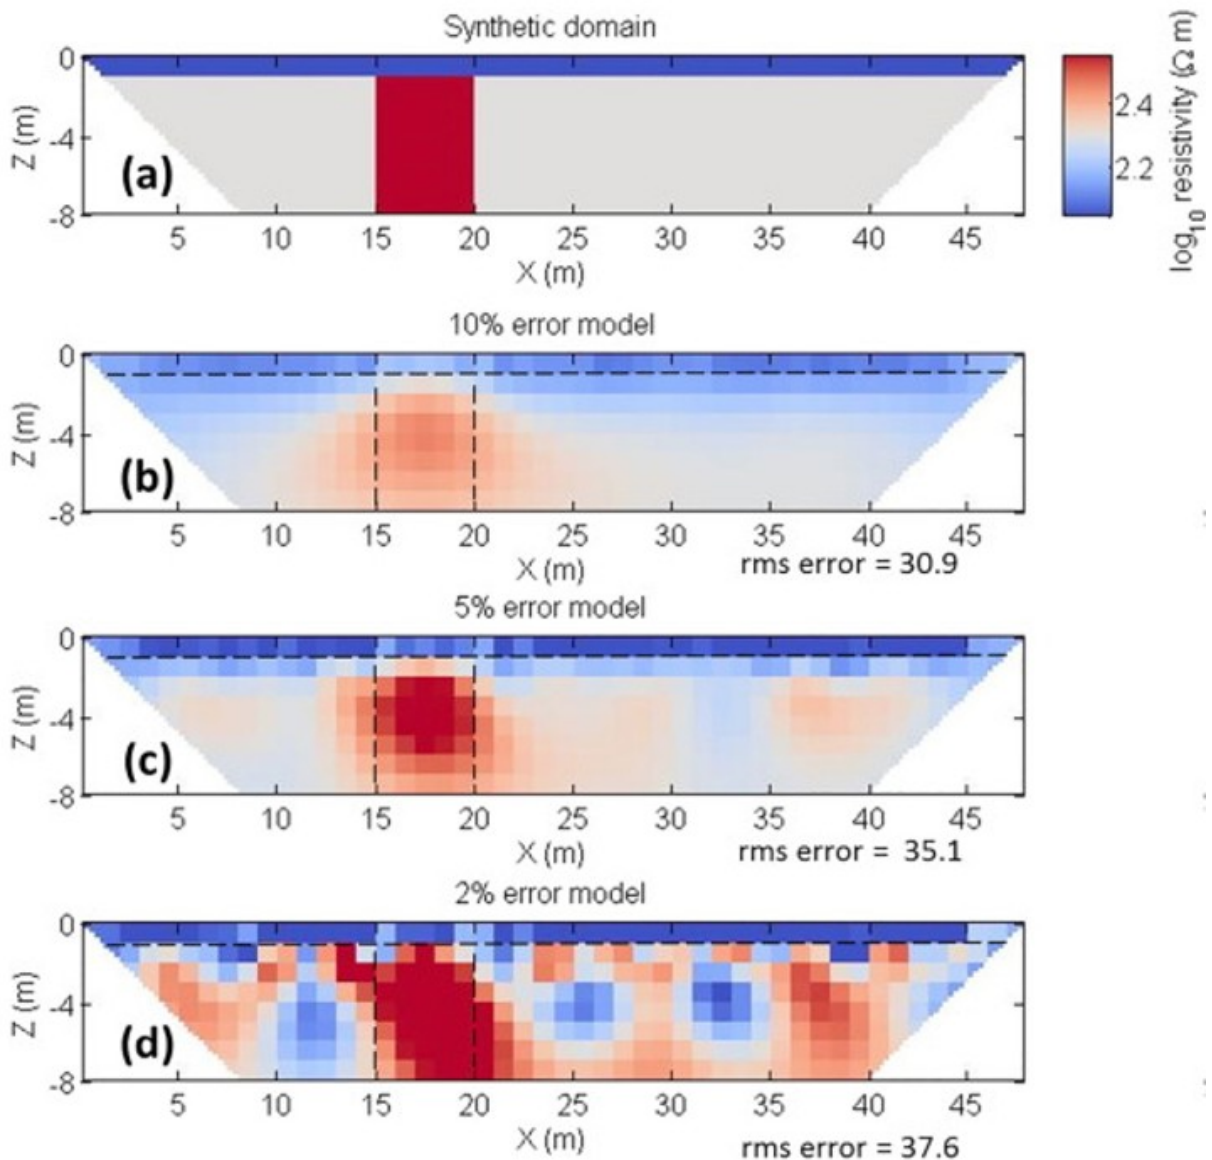 Synthetic domain
0
-4
-8
Z (m)
(a)
5 10 15 20 25 30 35 40 45
X (m)
2.4
2.2
log10 resistivity (Ω m)
10% error model
0
-4
-8
Z (m)
(b)
5 10 15 20 25 30 35 40 45
X (m)
rms error = 30.9
5% error model
0
-4
-8
Z (m)
(c)
5 10 15 20 25 30 35 40 45
X (m)
rms error = 35.1
2% error model
0
-4
-8
Z (m)
(d)
5 10 15 20 25 30 35 40 45
X (m)
rms error = 37.6